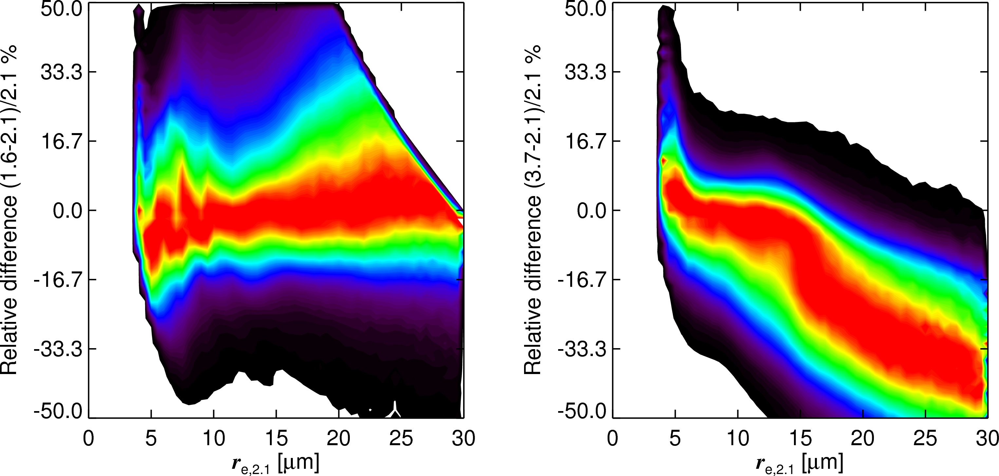 Relative difference (1.6-2.1)/2.1 %
50.0
33.3
16.7
0.0
-16.7
-33.3
-50.0
0 5 10 15 20 25 30
re,2.1 [μm]
Relative difference (3.7-2.1)/2.1 %
50.0
33.3
16.7
0.0
-16.7
-33.3
-50.0
0 5 10 15 20 25 30
re,2.1 [μm]